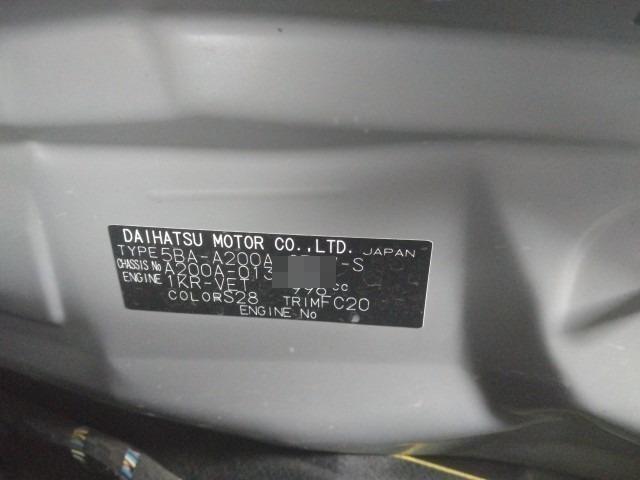 DAIHATSU MOTOR CO.,LTD. JAPAN
TYPE 5BA-A200A -S
CHASSIS No A200A-013
ENGINE 1KR-VET 996cc
COLOR S28 TRIM FC20
ENGINE No